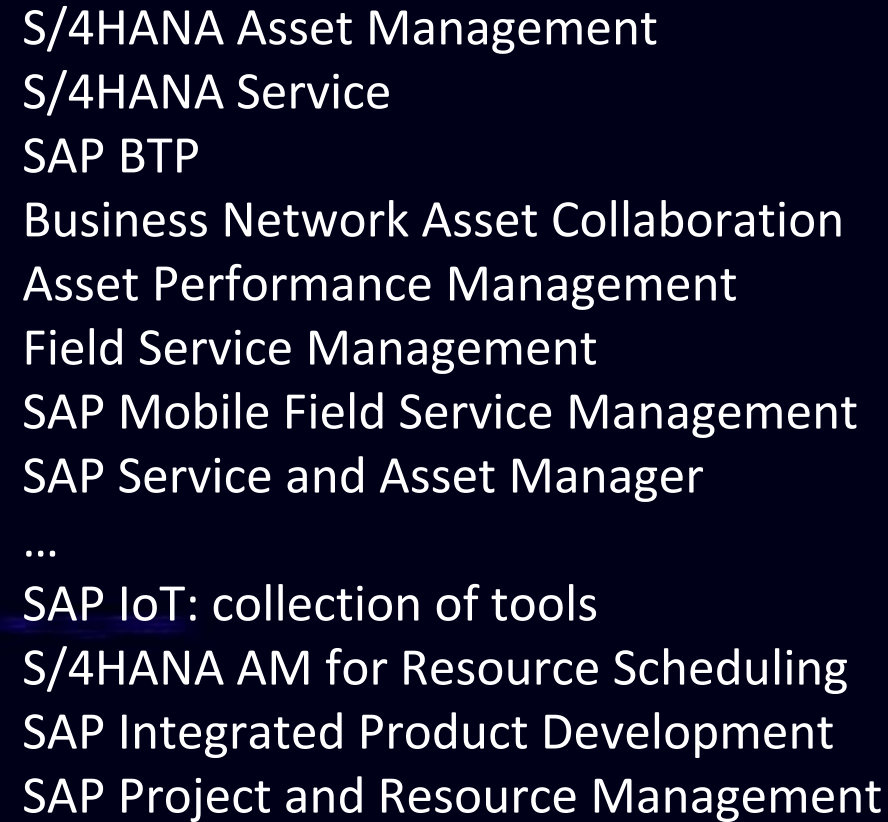 S/4HANA Asset Management
S/4HANA Service
SAP BTP
Business Network Asset Collaboration
Asset Performance Management
Field Service Management
SAP Mobile Field Service Management
SAP Service and Asset Manager
…
SAP IoT: collection of tools
S/4HANA AM for Resource Scheduling
SAP Integrated Product Development
SAP Project and Resource Management